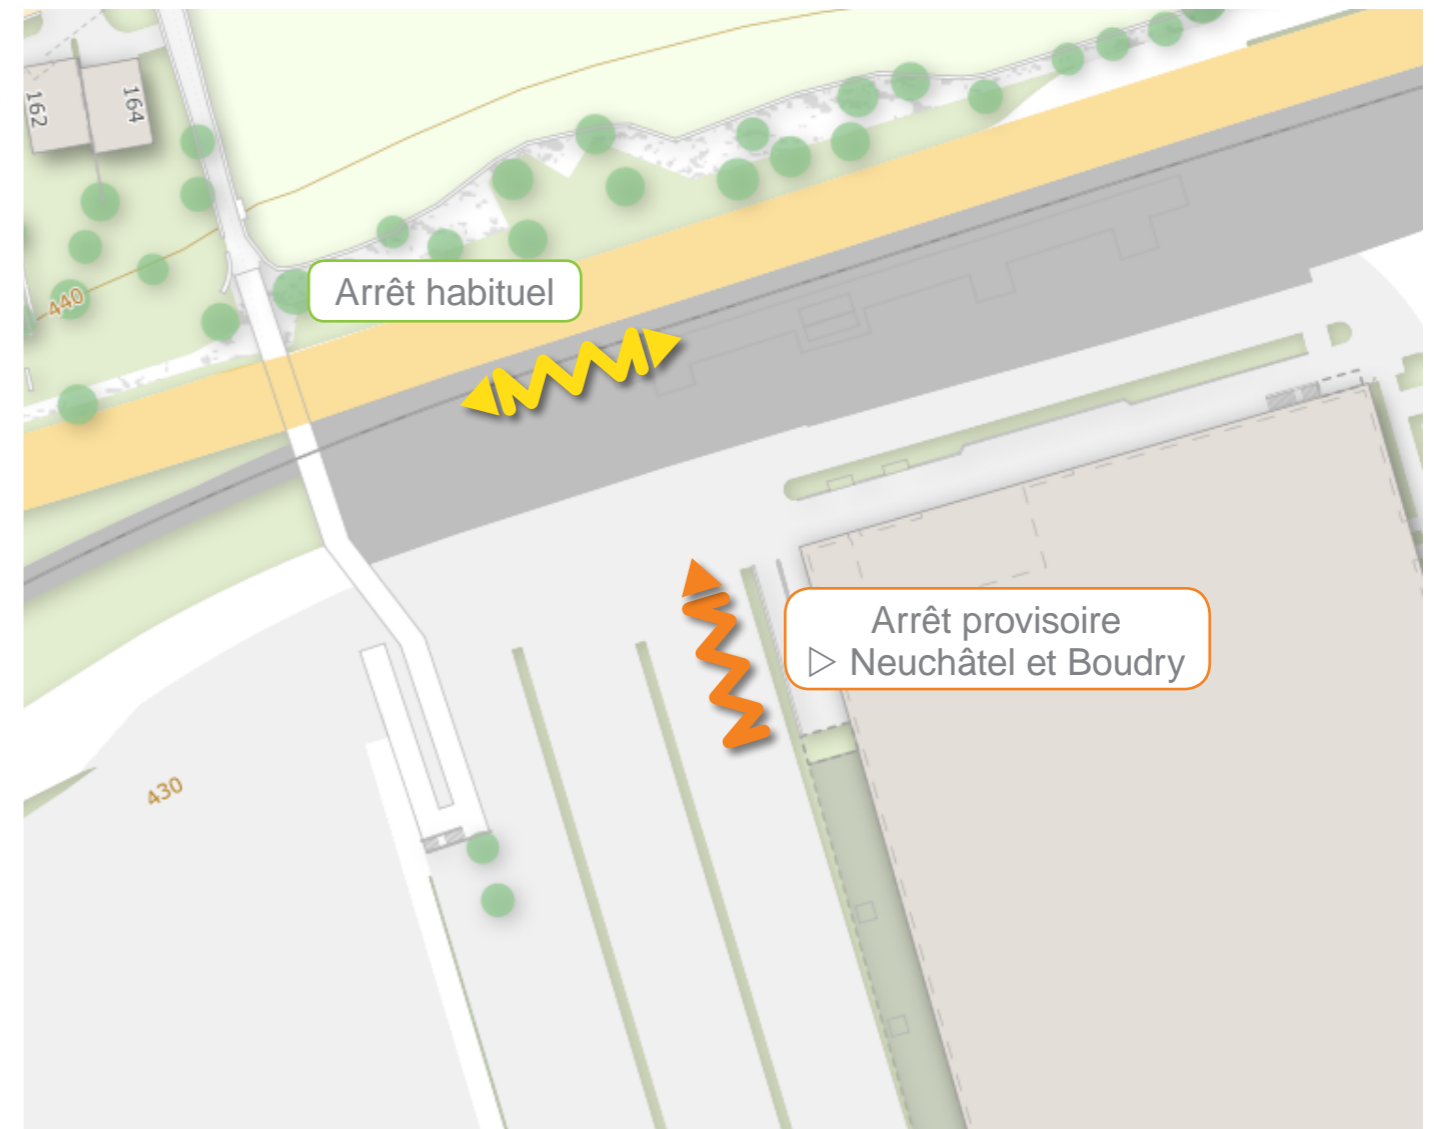 162
164
440
Arrêt habituel
Arrêt provisoire
▷ Neuchâtel et Boudry
430